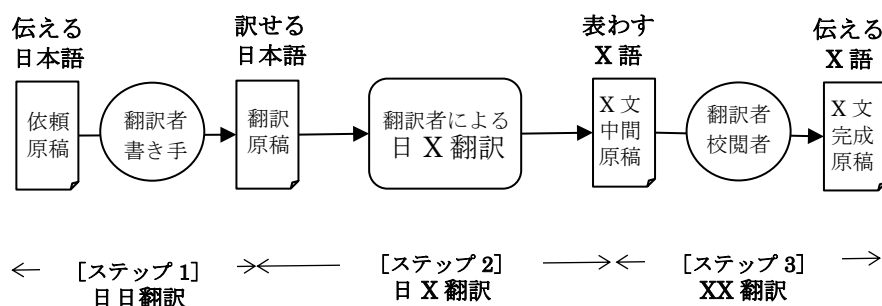 伝える
日本語
訳せる
日本語
表わす
X 語
伝える
X 語
依頼
原稿
翻訳者
書き手
翻訳
原稿
翻訳者による
日 X 翻訳
X 文
中間
原稿
翻訳者
校閲者
X 文
完成
原稿
[ステップ 1]
日日翻訳
[ステップ 2]
日 X 翻訳
[ステップ 3]
XX 翻訳